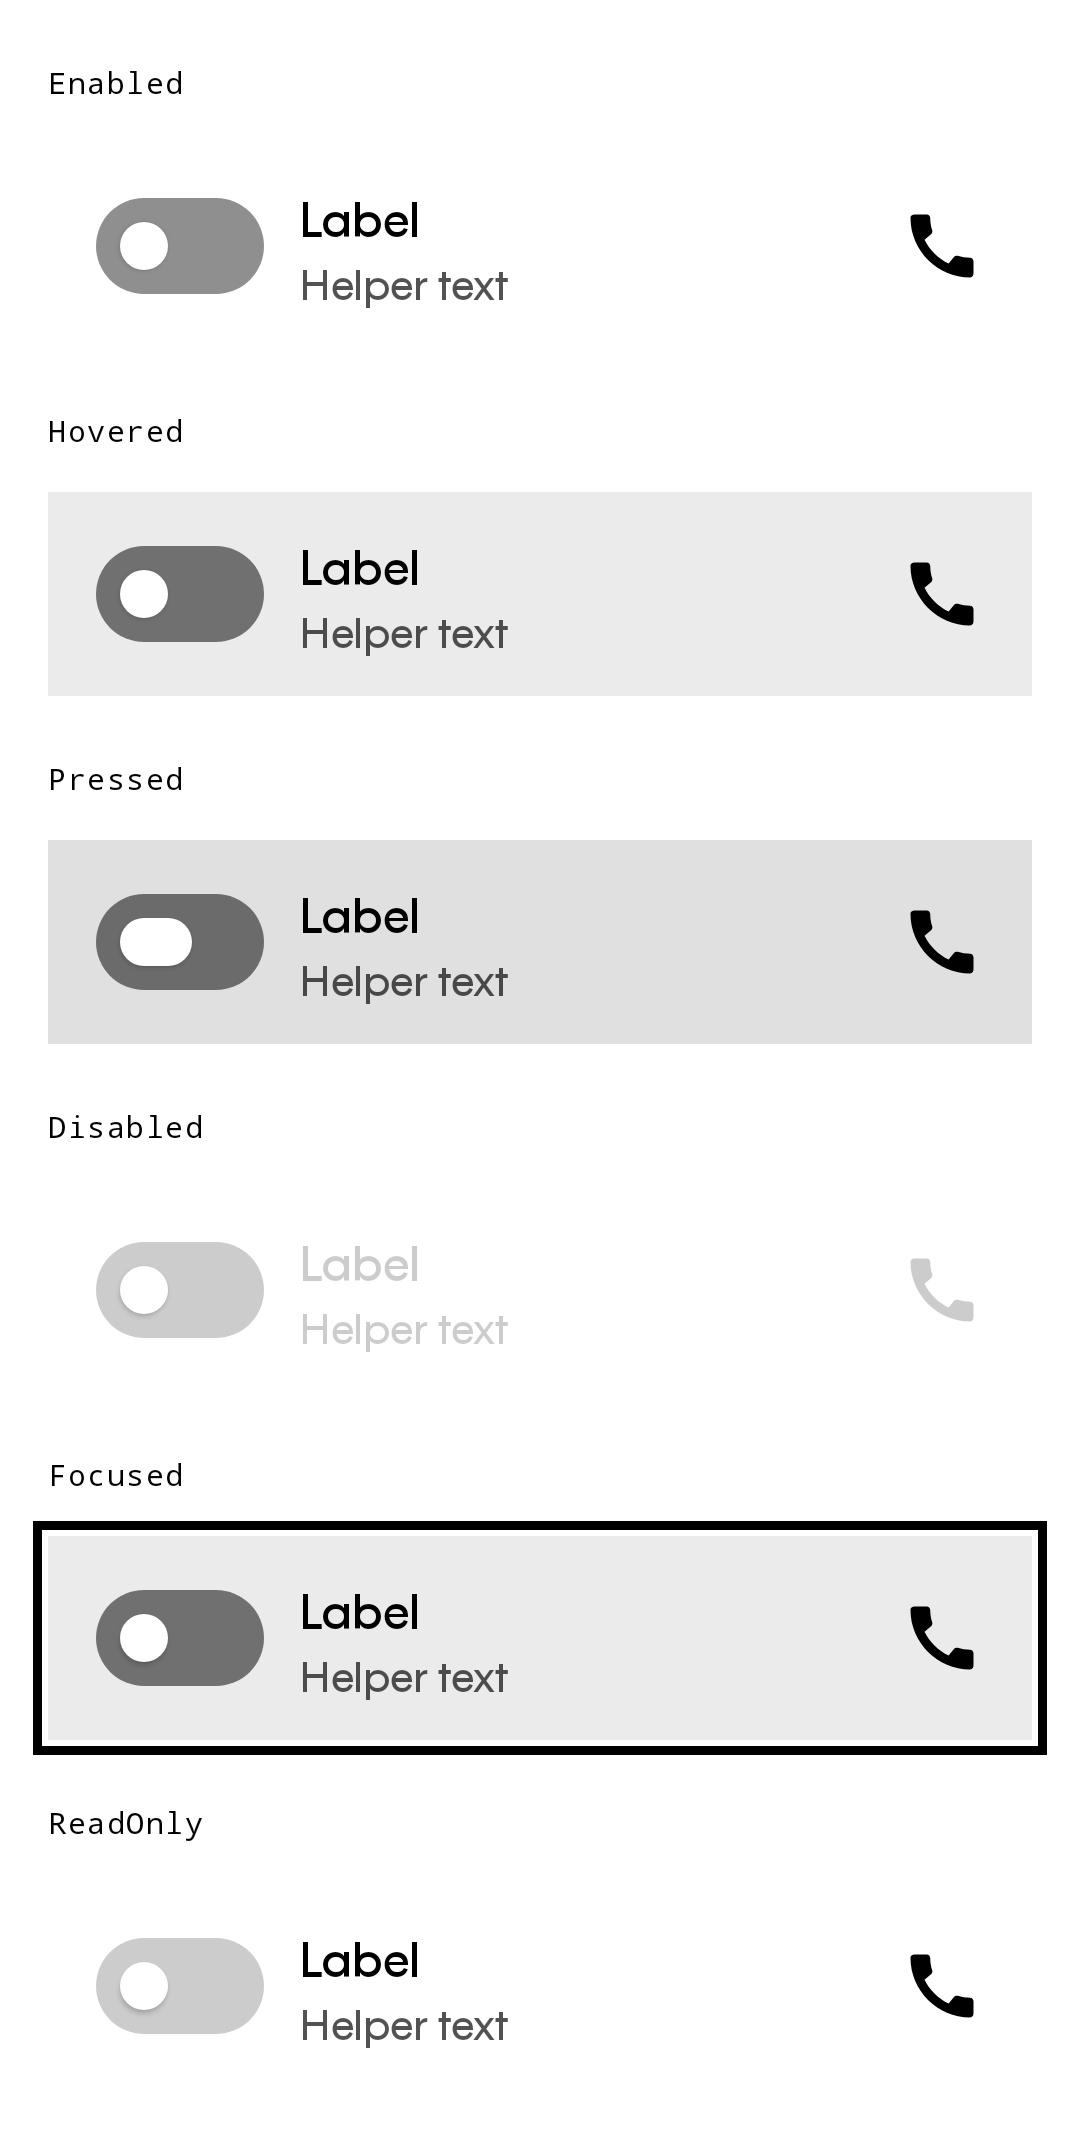 Enabled
Label
Helper text
Hovered
Label
Helper text
Pressed
Label
Helper text
Disabled
Label
Helper text
Focused
Label
Helper text
ReadOnly
Label
Helper text